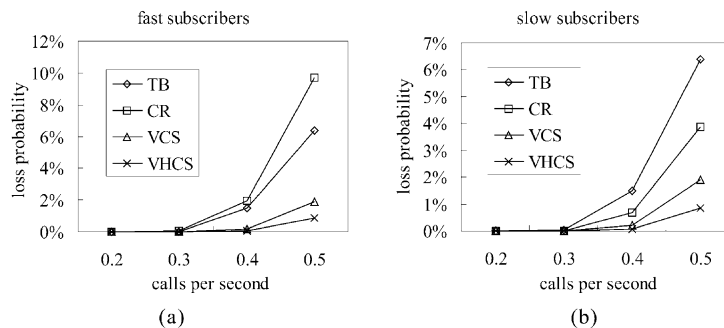 fast subscribers
12%
10%
8%
6%
4%
2%
0%
loss probability
TB
CR
VCS
VHCS
0.2 0.3 0.4 0.5
calls per second
(a)
slow subscribers
7%
6%
5%
4%
3%
2%
1%
0%
loss probability
TB
CR
VCS
VHCS
0.2 0.3 0.4 0.5
calls per second
(b)